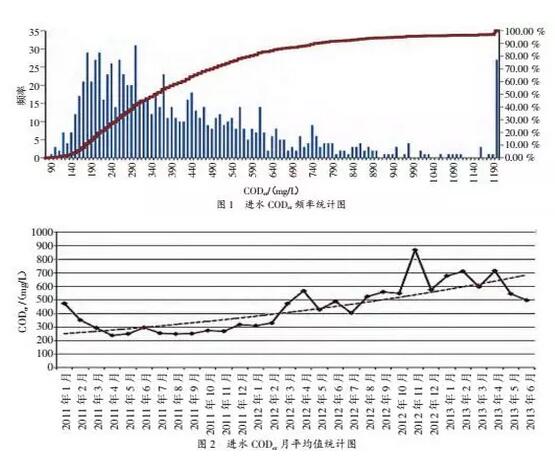 35
30
25
20
15
10
5
0
频率
100.00 %
90.00 %
80.00 %
70.00 %
60.00 %
50.00 %
40.00 %
30.00 %
20.00 %
10.00 %
0.00 %
90 140 190 240 290 340 390 440 490 540 590 640 690 740 790 840 890 940 990 1040 1090 1140 1190
CODcr/(mg/L)
图 1 进水 CODcr 频率统计图
1000
900
800
700
600
500
400
300
200
100
0
CODcr/(mg/L)
2011 年 1 月
2011 年 2 月
2011 年 3 月
2011 年 4 月
2011 年 5 月
2011 年 6 月
2011 年 7 月
2011 年 8 月
2011 年 9 月
2011 年 10 月
2011 年 11 月
2011 年 12 月
2012 年 1 月
2012 年 2 月
2012 年 3 月
2012 年 4 月
2012 年 5 月
2012 年 6 月
2012 年 7 月
2012 年 8 月
2012 年 9 月
2012 年 10 月
2012 年 11 月
2012 年 12 月
2013 年 1 月
2013 年 2 月
2013 年 3 月
2013 年 4 月
2013 年 5 月
2013 年 6 月
图 2 进水 CODcr 月平均值统计图